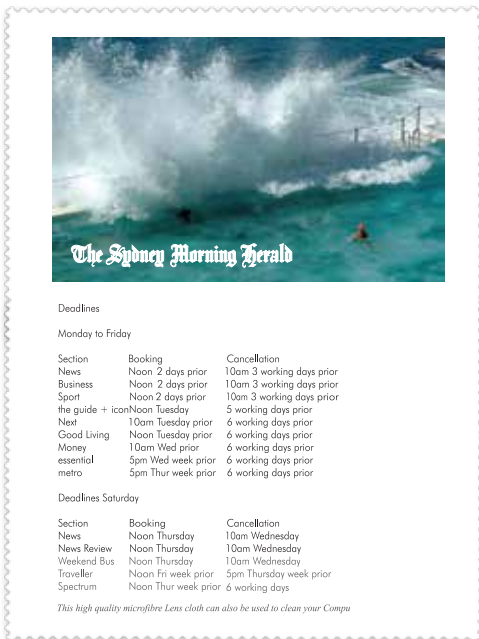 The Sydney Morning Herald
Deadlines
Monday to Friday
Section Booking Cancellation
News Noon 2 days prior 10am 3 working days prior
Business Noon 2 days prior 10am 3 working days prior
Sport Noon 2 days prior 10am 3 working days prior
the guide + icon Noon Tuesday 5 working days prior
Next 10am Tuesday prior 6 working days prior
Good Living Noon Tuesday prior 6 working days prior
Money 10am Wed prior 6 working days prior
essential 5pm Wed week prior 6 working days prior
metro 5pm Thur week prior 6 working days prior
Deadlines Saturday
Section Booking Cancellation
News Noon Thursday 10am Wednesday
News Review Noon Thursday 10am Wednesday
Weekend Bus Noon Thursday 10am Wednesday
Traveller Noon Fri week prior 5pm Thursday week prior
Spectrum Noon Thur week prior 6 working days
This high quality microfibre Lens cloth can also be used to clean your Compu